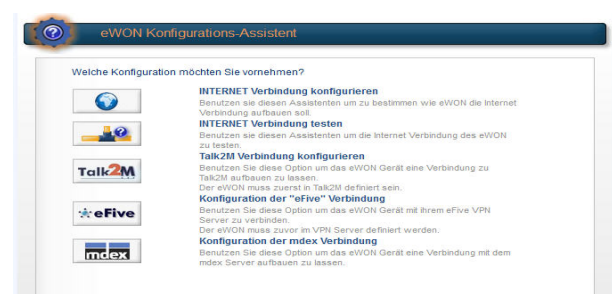 eWON Konfigurations-Assistent
Welche Konfiguration möchten Sie vornehmen?
INTERNET Verbindung konfigurieren
Benutzen sie diesen Assistenten um zu bestimmen wie eWON die Internet
Verbindung aufbauen soll.
INTERNET Verbindung testen
Benutzen sie diesen Assistenten um die Internet Verbindung des eWON
zu testen.
Talk2M
Talk2M Verbindung konfigurieren
Benutzen Sie diese Option um das eWON Gerät eine Verbindung zu
Talk2M aufbauen zu lassen.
Der eWON muss zuerst in Talk2M definiert sein.
eFive
Konfiguration der "eFive" Verbindung
Benutzen Sie diese Option um das eWON Gerät mit ihrem eFive VPN
Server zu verbinden.
Der eWON muss zuvor im VPN Server definiert werden.
mdex
Konfiguration der mdex Verbindung
Benutzen Sie diese Option um das eWON Gerät eine Verbindung mit dem
mdex Server aufbauen zu lassen.